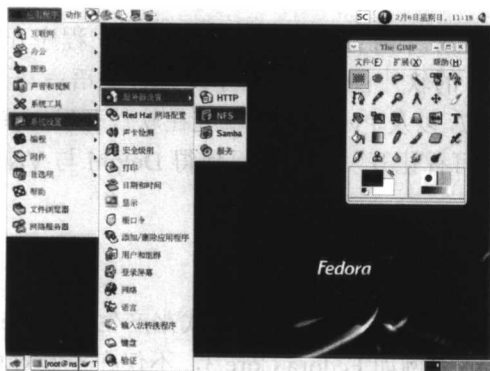 应用程序 动作
SC
2月6日星期日, 11:18
互联网
办公
图形
声音和视频
系统工具
系统设置
编程
附件
首选项
帮助
文件浏览器
网络服务器
服务器设置
Red Hat 网络配置
声卡检测
安全级别
打印
日期和时间
显示
根口令
添加/删除应用程序
用户和组群
登录屏幕
网络
语言
输入法转换程序
键盘
验证
HTTP
NFS
Samba
服务
The GIMP
文件(F) 扩展(X) 帮助(H)
Fedora
[root@ns